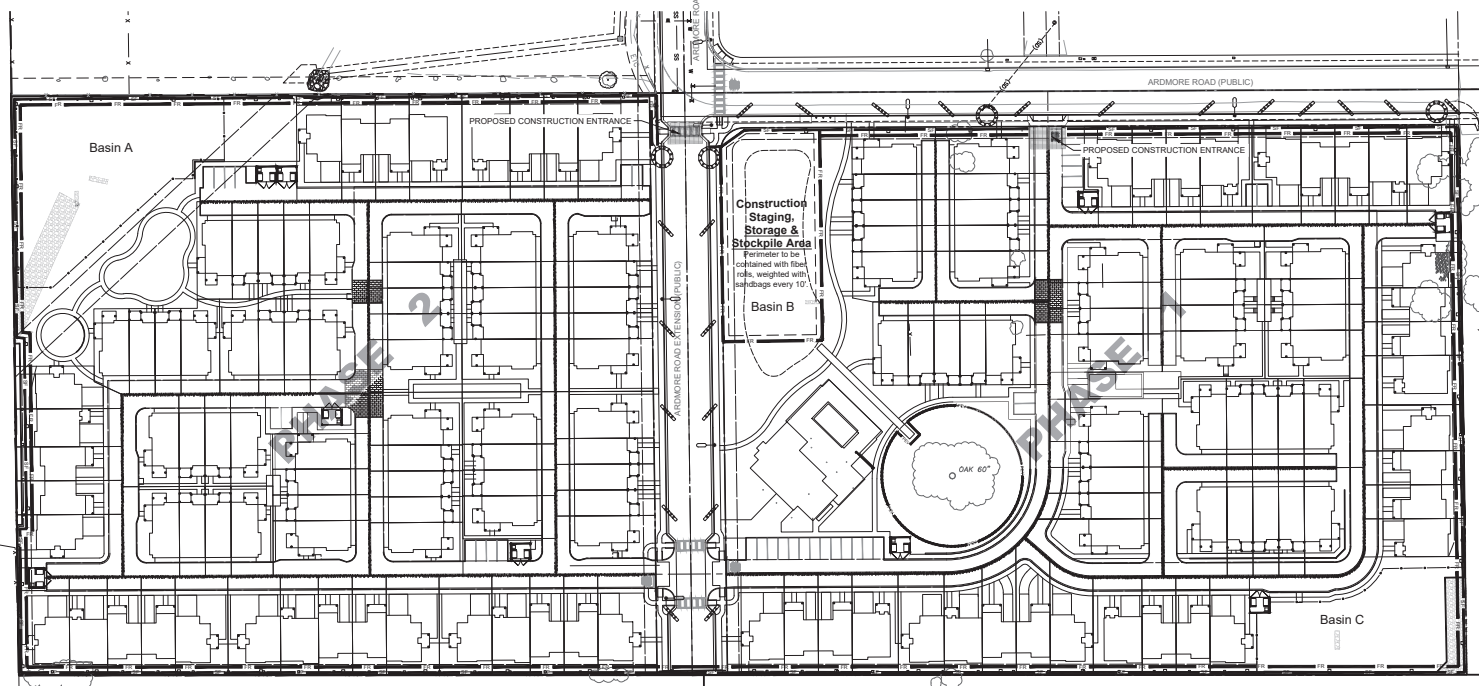 ARDMORE ROAD (PUBLIC)
PROPOSED CONSTRUCTION ENTRANCE
PROPOSED CONSTRUCTION ENTRANCE
Basin A
Construction
Staging,
Storage &
Stockpile Area
Perimeter to be
contained with fiber
rolls, weighted with
sandbags every 10'.
Basin B
ARDMORE ROAD EXTENSION (PUBLIC)
PHASE 2
PHASE 1
OAK 60"
Basin C